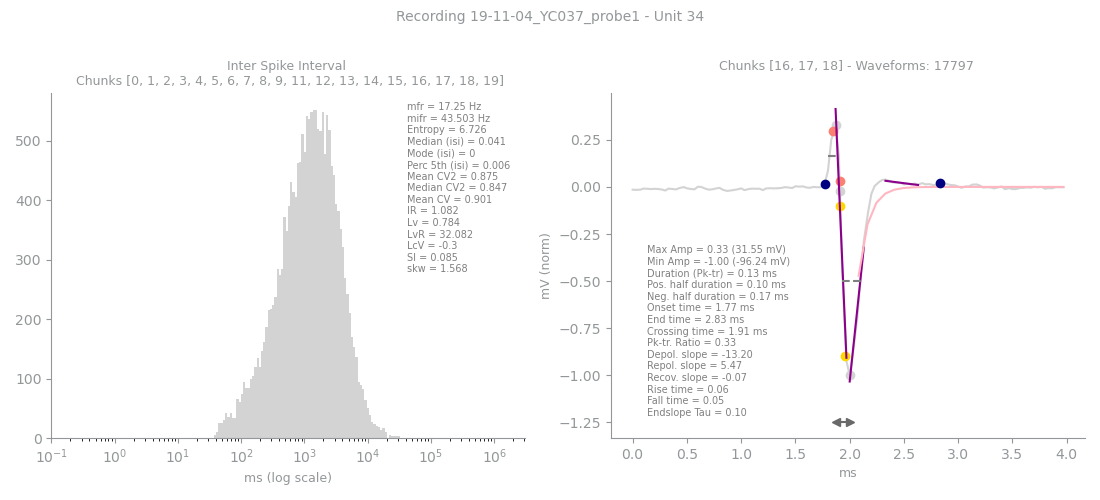 Recording 19-11-04_YC037_probe1 - Unit 34
Inter Spike Interval
Chunks [0, 1, 2, 3, 4, 5, 6, 7, 8, 9, 11, 12, 13, 14, 15, 16, 17, 18, 19]
500
400
300
200
100
0
mfr = 17.25 Hz
mifr = 43.503 Hz
Entropy = 6.726
Median (isi) = 0.041
Mode (isi) = 0
Perc 5th (isi) = 0.006
Mean CV2 = 0.875
Median CV2 = 0.847
Mean CV = 0.901
IR = 1.082
Lv = 0.784
LvR = 32.082
LcV = -0.3
SI = 0.085
skw = 1.568
10⁻¹ 10⁰ 10¹ 10² 10³ 10⁴ 10⁵ 10⁶
ms (log scale)
Chunks [16, 17, 18] - Waveforms: 17797
mV (norm)
0.25
0.00
−0.25
−0.50
−0.75
−1.00
−1.25
Max Amp = 0.33 (31.55 mV)
Min Amp = -1.00 (-96.24 mV)
Duration (Pk-tr) = 0.13 ms
Pos. half duration = 0.10 ms
Neg. half duration = 0.17 ms
Onset time = 1.77 ms
End time = 2.83 ms
Crossing time = 1.91 ms
Pk-tr. Ratio = 0.33
Depol. slope = -13.20
Repol. slope = 5.47
Recov. slope = -0.07
Rise time = 0.06
Fall time = 0.05
Endslope Tau = 0.10
0.0 0.5 1.0 1.5 2.0 2.5 3.0 3.5 4.0
ms